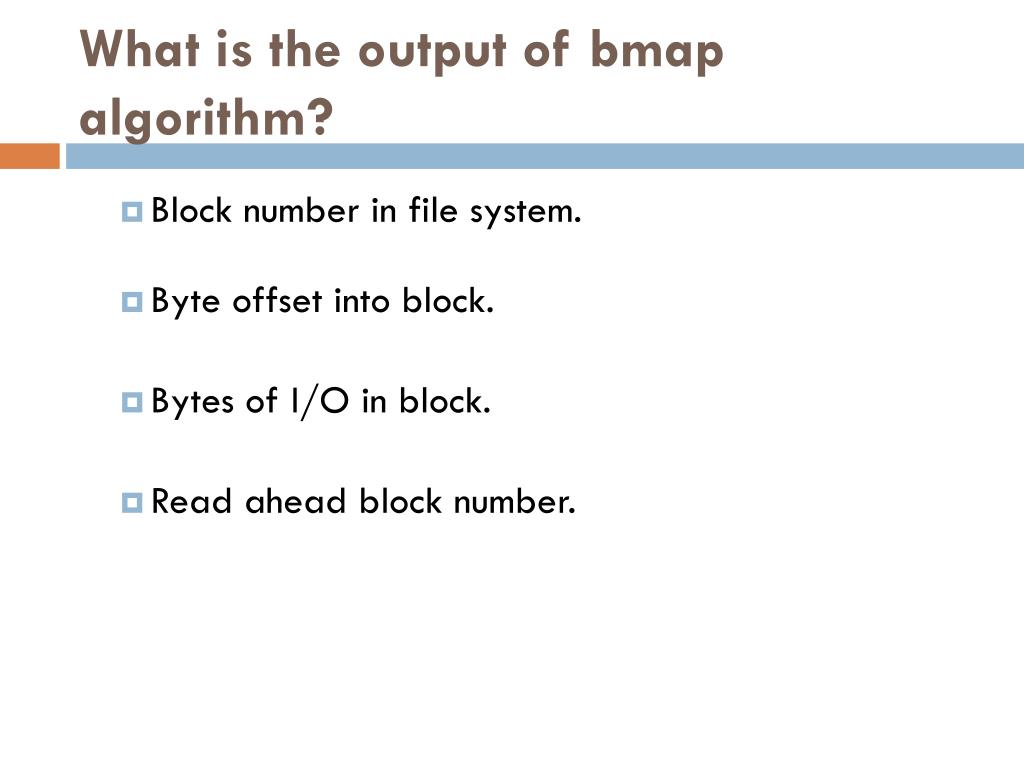 What is the output of bmap
algorithm?
Block number in file system.
Byte offset into block.
Bytes of I/O in block.
Read ahead block number.